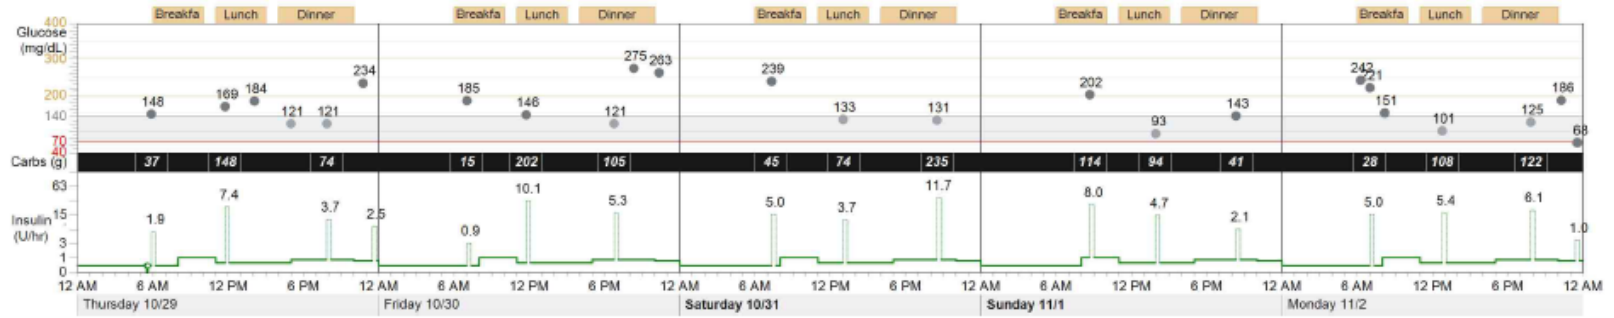 Breakfa Lunch Dinner Breakfa Lunch Dinner Breakfa Lunch Dinner Breakfa Lunch Dinner Breakfa Lunch Dinner
400
Glucose
(mg/dL)
300
200
140
70
40
148 169 184 121 121 234 185 146 275 121 263 239 133 131 202 93 143 242 221 151 101 125 186 68
Carbs (g) 37 148 74 15 202 105 45 74 235 114 94 41 28 108 122
63
Insulin
(U/hr)
15
3
1
0
1.9 7.4 3.7 2.5 0.9 10.1 5.3 5.0 3.7 11.7 8.0 4.7 2.1 5.0 5.4 6.1 1.0
12 AM 6 AM 12 PM 6 PM 12 AM 6 AM 12 PM 6 PM 12 AM 6 AM 12 PM 6 PM 12 AM 6 AM 12 PM 6 PM 12 AM 6 AM 12 PM 6 PM 12 AM
Thursday 10/29 Friday 10/30 Saturday 10/31 Sunday 11/1 Monday 11/2